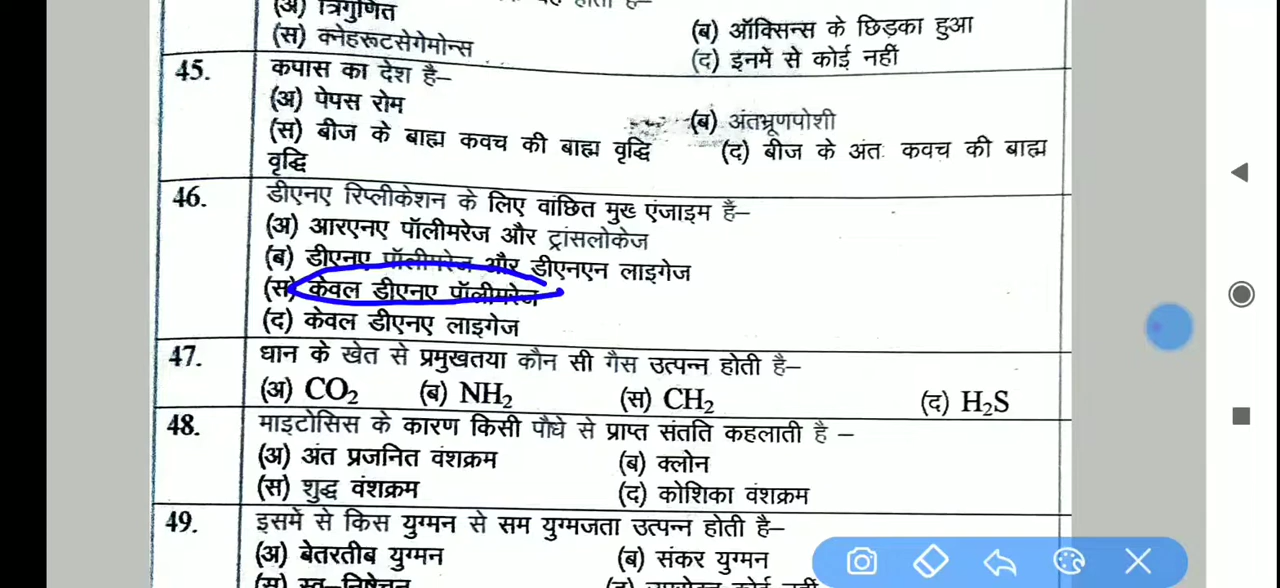 (अ) त्रिगुणित
(ब) ऑक्सिन्स के छिड़का हुआ
(स) क्नेहरूटसेगेमोन्स
(द) इनमें से कोई नहीं
45. कपास का देश है–
(अ) पेपस रोम
(ब) अंतभ्रूणपोशी
(स) बीज के बाह्म कवच की बाह्म वृद्धि (द) बीज के अंतः कवच की बाह्म
वृद्धि
46. डीएनए रिप्लीकेशन के लिए वांछित मुख एंजाइम हैं–
(अ) आरएनए पॉलीमरेज और ट्रांसलोकेज
(ब) डीएनए पॉलीमरेज और डीएनएन लाइगेज
(स) केवल डीएनए पॉलीमरेज
(द) केवल डीएनए लाइगेज
47. धान के खेत से प्रमुखतया कौन सी गैस उत्पन्न होती है–
(अ) CO₂ (ब) NH₂ (स) CH₂ (द) H₂S
48. माइटोसिस के कारण किसी पौधे से प्राप्त संतति कहलाती है –
(अ) अंत प्रजनित वंशक्रम (ब) क्लोन
(स) शुद्ध वंशक्रम (द) कोशिका वंशक्रम
49. इसमें से किस युग्मन से सम युग्मजता उत्पन्न होती है–
(अ) बेतरतीब युग्मन (ब) संकर युग्मन
(स) स्व–निषेचन